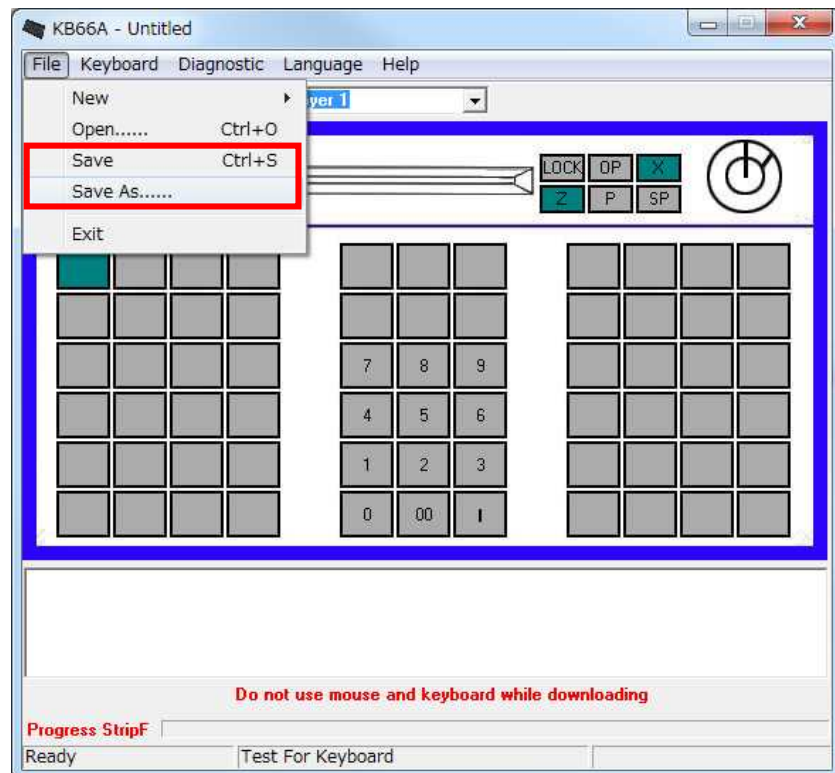 KB66A - Untitled
File Keyboard Diagnostic Language Help
New
yer 1
Open...... Ctrl+O
Save Ctrl+S
Save As......
Exit
LOCK OP X
Z P SP
7 8 9
4 5 6
1 2 3
0 00 .
Do not use mouse and keyboard while downloading
Progress StripF
Ready Test For Keyboard